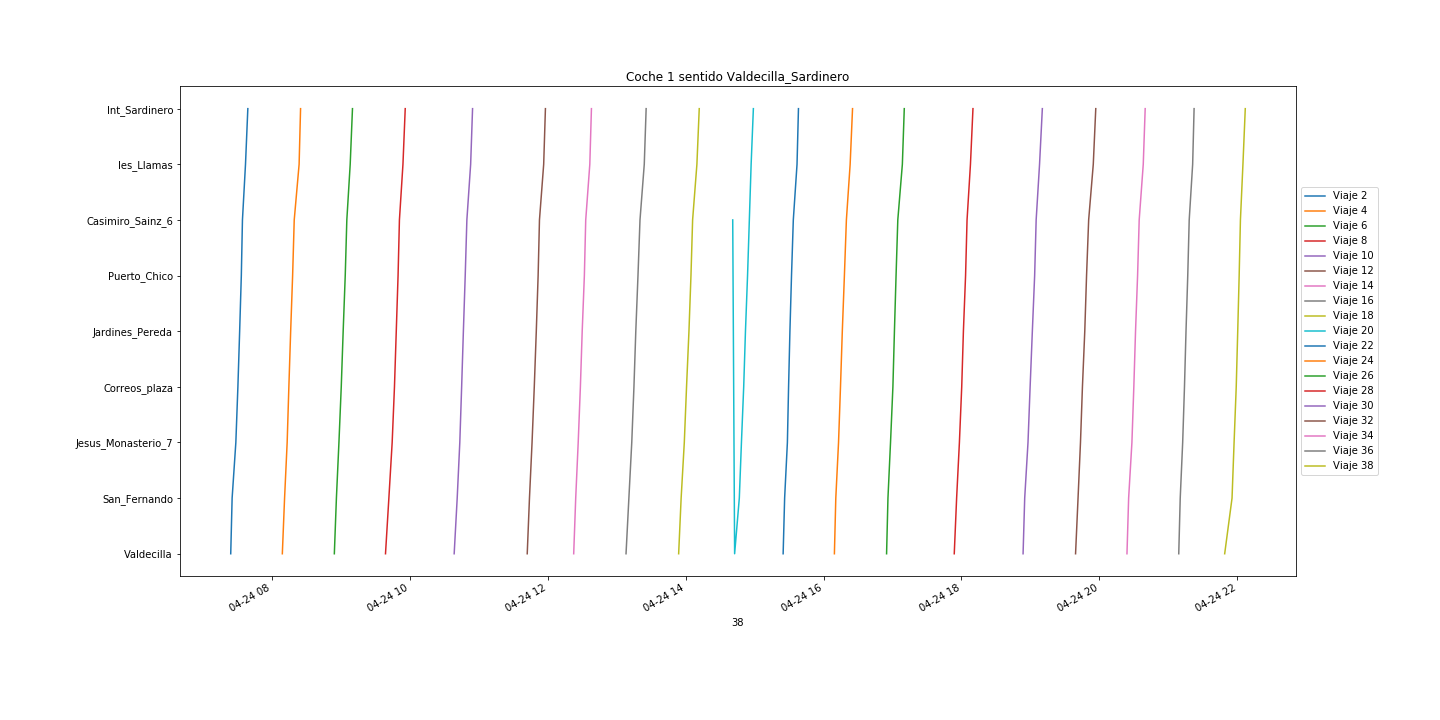 Coche 1 sentido Valdecilla_Sardinero
Int_Sardinero
Ies_Llamas
Casimiro_Sainz_6
Puerto_Chico
Jardines_Pereda
Correos_plaza
Jesus_Monasterio_7
San_Fernando
Valdecilla
04-24 08
04-24 10
04-24 12
04-24 14
04-24 16
04-24 18
04-24 20
04-24 22
38
Viaje 2
Viaje 4
Viaje 6
Viaje 8
Viaje 10
Viaje 12
Viaje 14
Viaje 16
Viaje 18
Viaje 20
Viaje 22
Viaje 24
Viaje 26
Viaje 28
Viaje 30
Viaje 32
Viaje 34
Viaje 36
Viaje 38